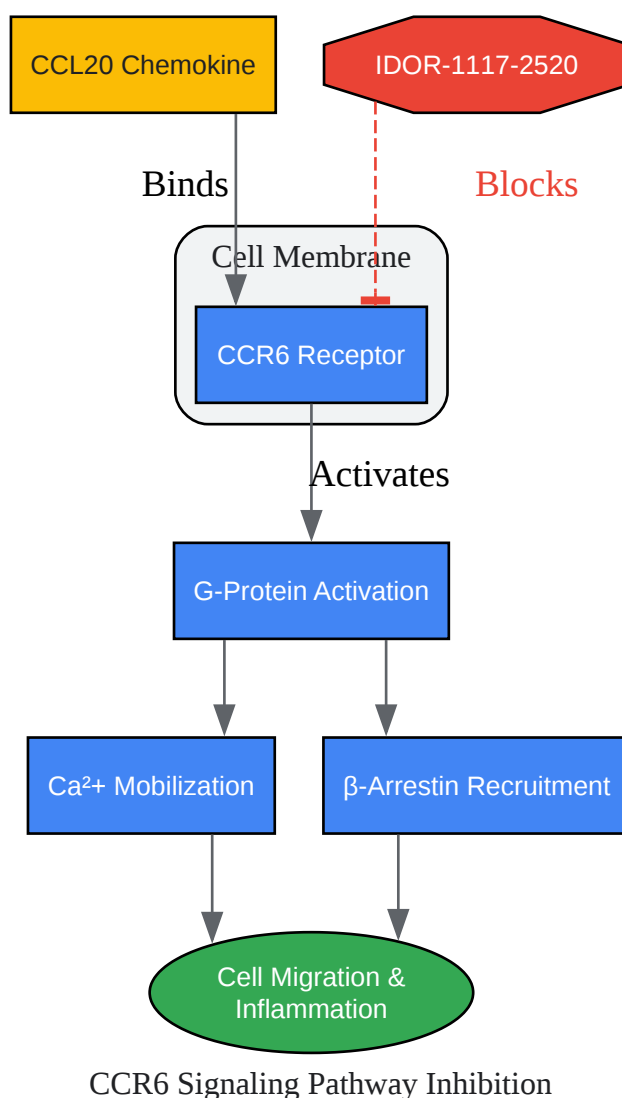 CCL20 Chemokine
IDOR-1117-2520
Binds
Blocks
Cell Membrane
CCR6 Receptor
Activates
G-Protein Activation
Ca²+ Mobilization
β-Arrestin Recruitment
Cell Migration &
Inflammation
CCR6 Signaling Pathway Inhibition